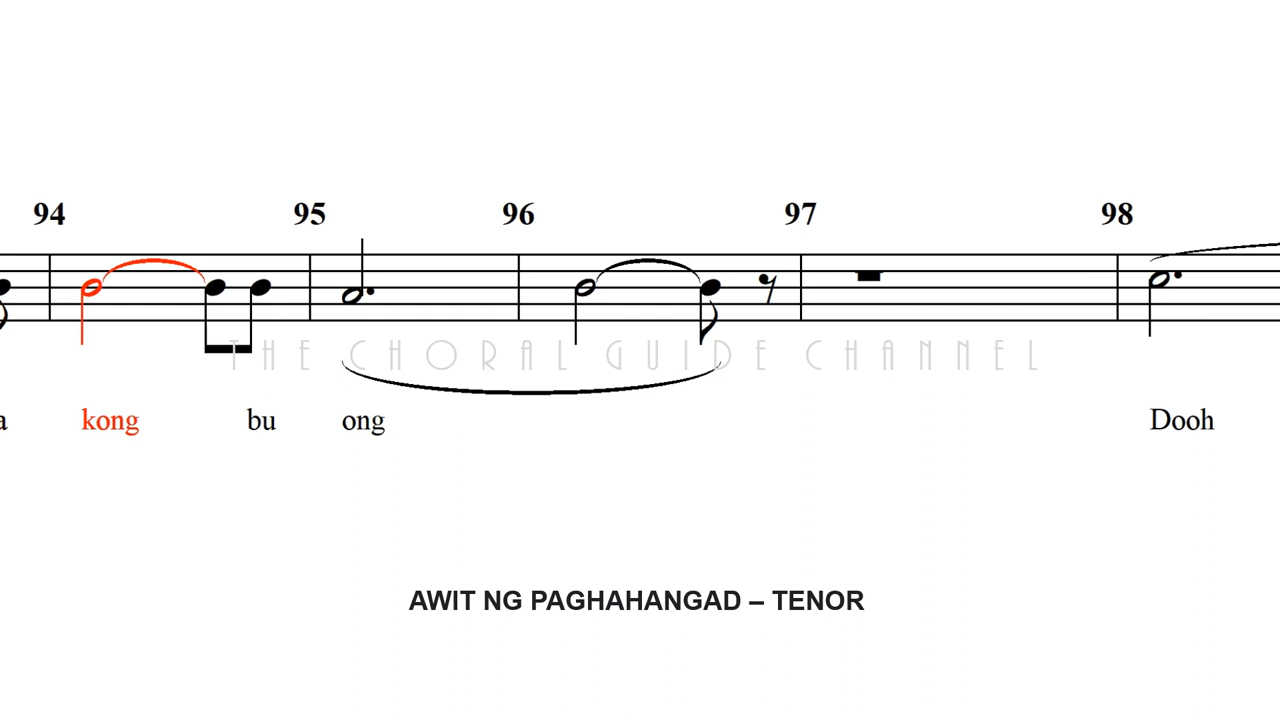 94 95 96 97 98
THE CHORAL GUIDE CHANNEL
a kong bu ong Dooh
AWIT NG PAGHAHANGAD – TENOR